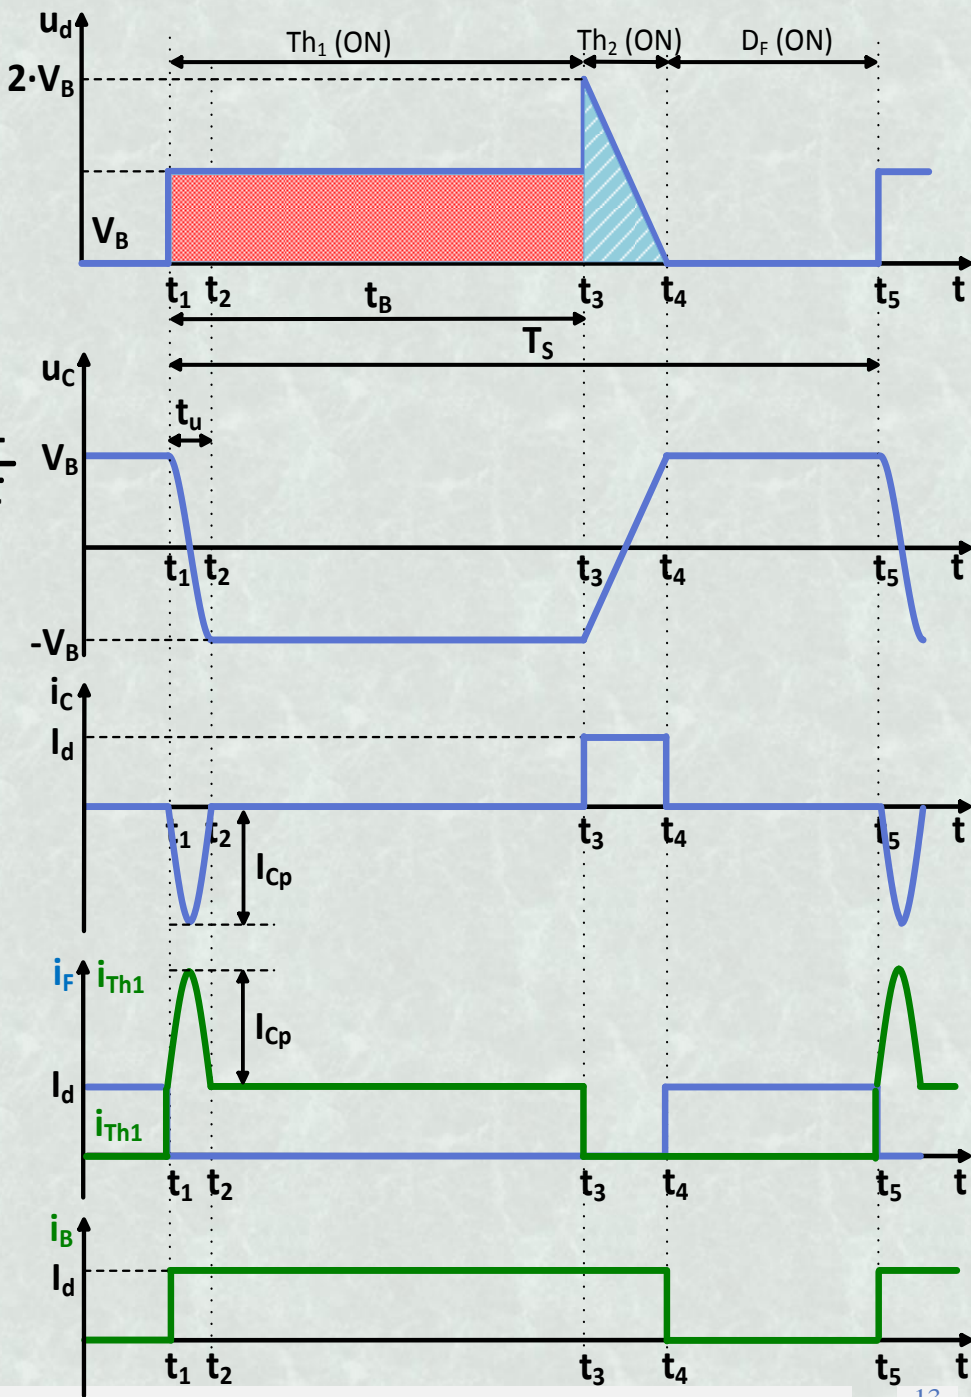 u_d
Th₁ (ON) Th₂ (ON) D_F (ON)
2·V_B
V_B
t₁ t₂ t_B t₃ t₄ t₅ t
T_S
u_C
t_u
V_B
t₁ t₂ t₃ t₄ t₅ t
-V_B
i_C
I_d
t₁ t₂ t₃ t₄ t₅ t
I_Cp
i_F i_Th1
I_Cp
I_d
i_Th1
t₁ t₂ t₃ t₄ t₅ t
i_B
I_d
t₁ t₂ t₃ t₄ t₅ t